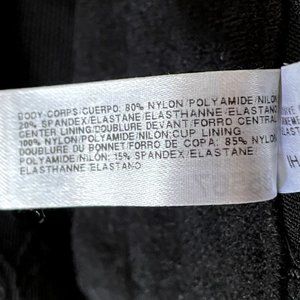 BODY-CORPS/CUERPO: 80% NYLON/POLYAMIDE/NILON
20% SPANDEX/ELASTANE/ELASTHANNE/ELASTANO
CENTER LINING/DOUBLURE DEVANT/FORRO CENTRAL
100% NYLON/POLYAMIDE/NILON:CUP LINING
DOUBLURE DU BONNET/FORRO DE COPA: 85% NYLON
POLYAMIDE/NILON: 15% SPANDEX/ELASTANE
ELASTHANNE/ELASTANO